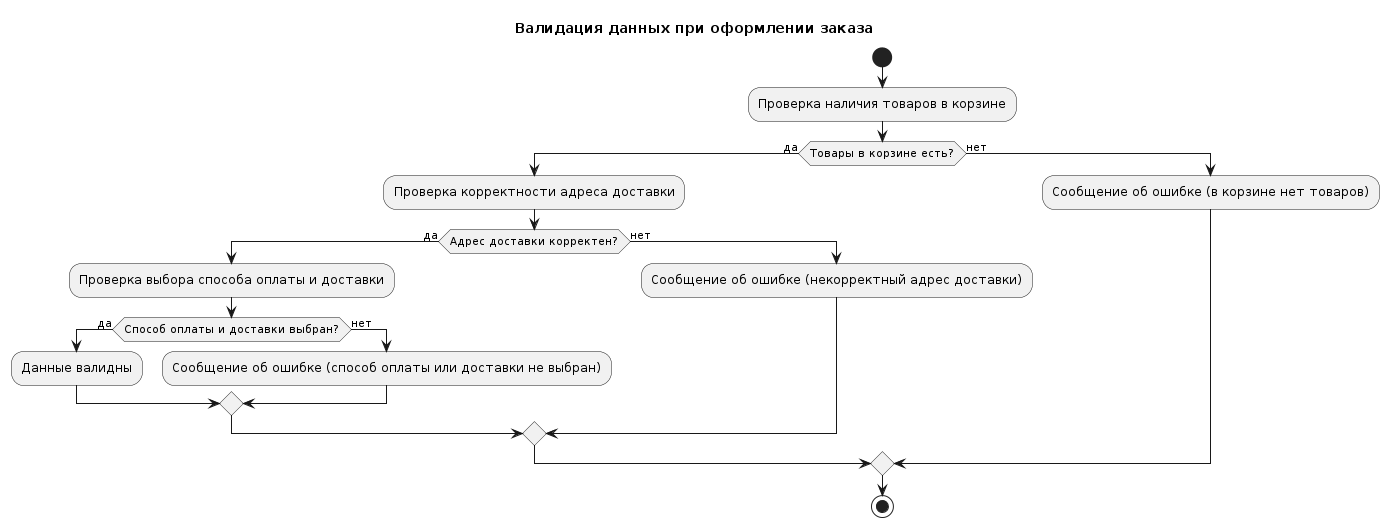 Валидация данных при оформлении заказа
Проверка наличия товаров в корзине
да
Товары в корзине есть?
нет
Проверка корректности адреса доставки
Сообщение об ошибке (в корзине нет товаров)
да
Адрес доставки корректен?
нет
Проверка выбора способа оплаты и доставки
Сообщение об ошибке (некорректный адрес доставки)
да
Способ оплаты и доставки выбран?
нет
Данные валидны
Сообщение об ошибке (способ оплаты или доставки не выбран)